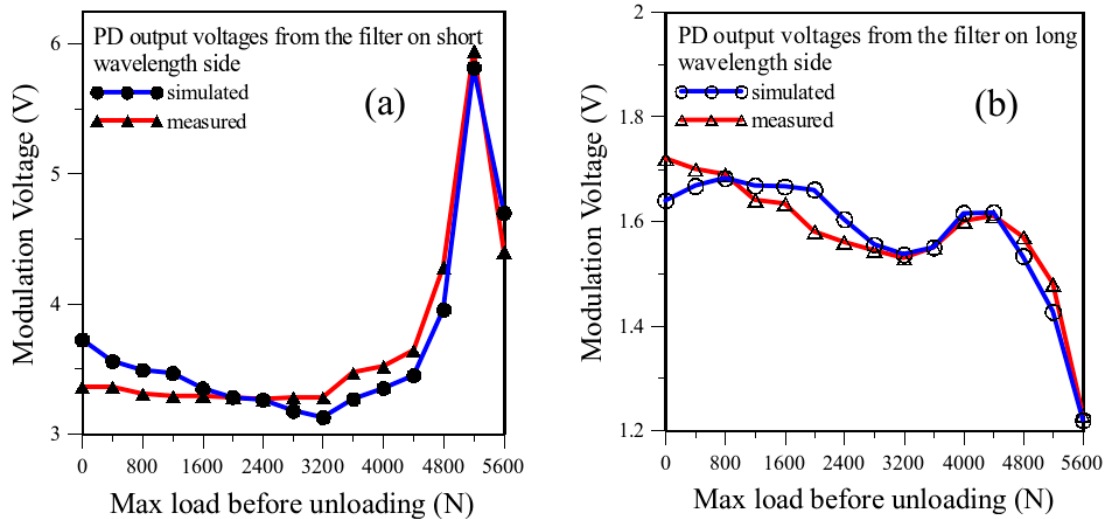 PD output voltages from the filter on short
wavelength side
simulated
measured
(a)
Modulation Voltage (V)
6
5
4
3
0 800 1600 2400 3200 4000 4800 5600
Max load before unloading (N)
PD output voltages from the filter on long
wavelength side
simulated
measured
(b)
Modulation Voltage (V)
2
1.8
1.6
1.4
1.2
0 800 1600 2400 3200 4000 4800 5600
Max load before unloading (N)